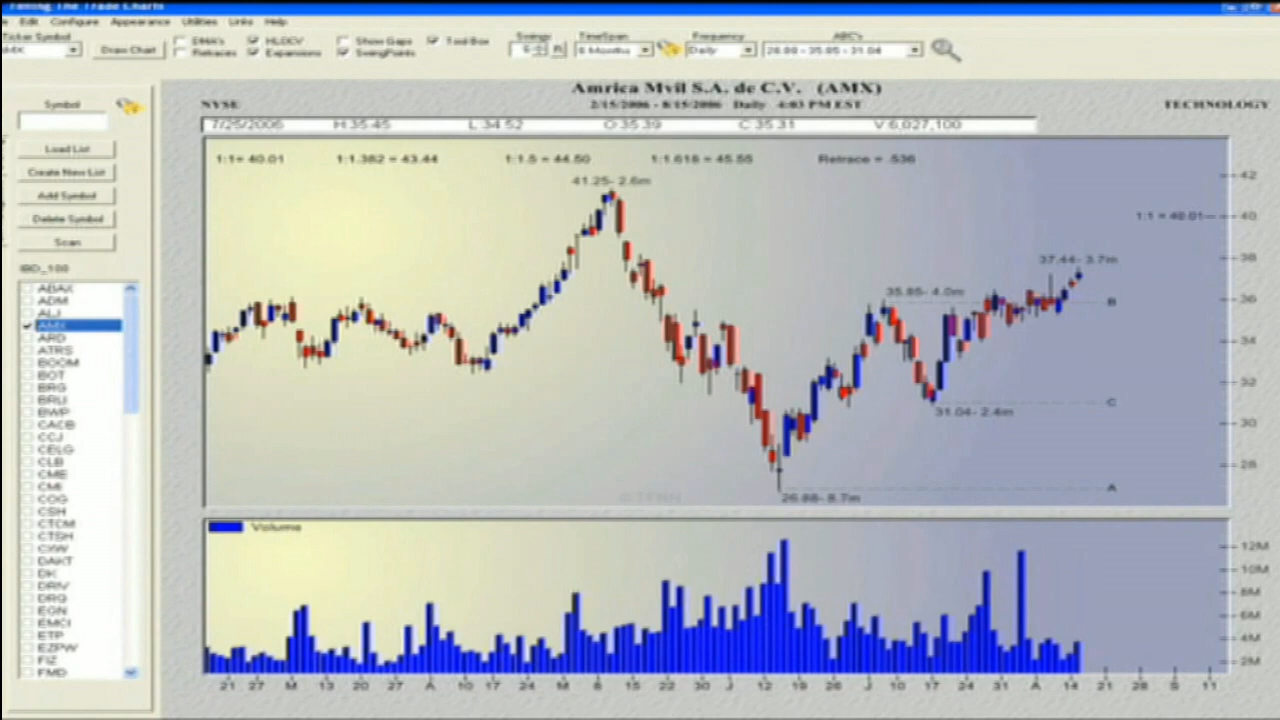 Timing The Trade Charts
Edit Configure Appearance Utilities Links Help
Ticker Symbol
AMX
Draw Chart
DMA's HLOCV Show Gaps Tool Box
Retraces Expansions SwingPoints
Swings TimeSpan Frequency ABC's
6 Months Daily 26.88 - 35.85 - 31.04
Symbol
Load List
Create New List
Add Symbol
Delete Symbol
Scan
IBD_100
ABAX
ADM
ALJ
AMX
ARD
ATRS
BOOM
BOT
BRG
BRLI
BWP
CACB
CCJ
CELG
CLB
CME
CMI
COG
CSH
CTCM
CTSH
CXW
DAKT
DK
DRIV
DRQ
EGN
EMCI
ETP
EZPW
FIZ
FMD
Amrica Mvil S.A. de C.V. (AMX)
NYSE 2/15/2006 - 8/15/2006 Daily 4:03 PM EST TECHNOLOGY
7/25/2006 H:35.45 L:34.52 O:35.39 C:35.31 V:6,027,100
1:1= 40.01 1:1.382 = 43.44 1:1.5 = 44.50 1:1.618 = 45.55 Retrace = .536
41.25- 2.6m
42
1:1 = 40.01
40
37.44- 3.7m
38
35.85- 4.0m
36
B
34
32
C
31.04- 2.4m
30
28
A
26.88- 8.7m
Volume
12M
10M
8M
6M
4M
2M
21 27 M 13 20 27 A 10 17 24 M 8 15 22 30 J 12 19 26 J 10 17 24 31 A 14 21 28 S 11